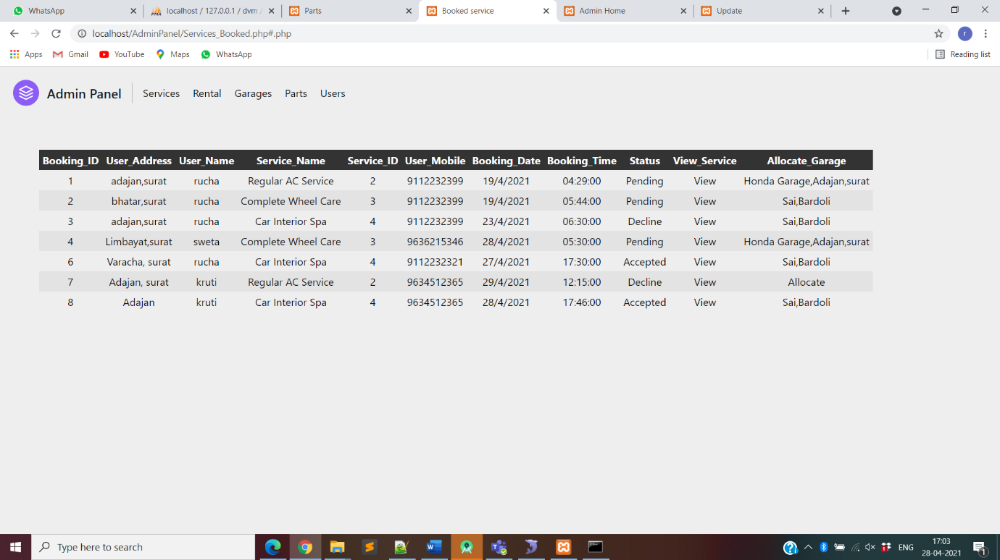 WhatsApp localhost / 127.0.0.1 / dvm / Parts Booked service Admin Home Update
localhost/AdminPanel/Services_Booked.php#.php r
Apps Gmail YouTube Maps WhatsApp Reading list
Admin Panel Services Rental Garages Parts Users
Booking_ID User_Address User_Name Service_Name Service_ID User_Mobile Booking_Date Booking_Time Status View_Service Allocate_Garage
1 adajan,surat rucha Regular AC Service 2 9112232399 19/4/2021 04:29:00 Pending View Honda Garage,Adajan,surat
2 bhatar,surat rucha Complete Wheel Care 3 9112232399 19/4/2021 05:44:00 Pending View Sai,Bardoli
3 adajan,surat rucha Car Interior Spa 4 9112232399 23/4/2021 06:30:00 Decline View Sai,Bardoli
4 Limbayat,surat sweta Complete Wheel Care 3 9636215346 28/4/2021 05:30:00 Pending View Honda Garage,Adajan,surat
6 Varacha, surat rucha Car Interior Spa 4 9112232321 27/4/2021 17:30:00 Accepted View Sai,Bardoli
7 Adajan, surat kruti Regular AC Service 2 9634512365 29/4/2021 12:15:00 Decline View Allocate
8 Adajan kruti Car Interior Spa 4 9634512365 28/4/2021 17:46:00 Accepted View Sai,Bardoli
Type here to search ENG 17:03
28-04-2021 1